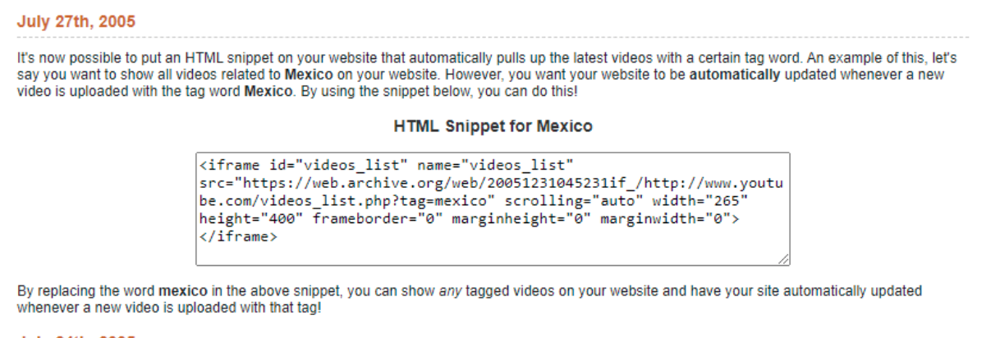 July 27th, 2005
It's now possible to put an HTML snippet on your website that automatically pulls up the latest videos with a certain tag word. An example of this, let's
say you want to show all videos related to Mexico on your website. However, you want your website to be automatically updated whenever a new
video is uploaded with the tag word Mexico. By using the snippet below, you can do this!
HTML Snippet for Mexico
<iframe id="videos_list" name="videos_list"
src="https://web.archive.org/web/20051231045231if_/http://www.youtu
be.com/videos_list.php?tag=mexico" scrolling="auto" width="265"
height="400" frameborder="0" marginheight="0" marginwidth="0">
</iframe>
By replacing the word mexico in the above snippet, you can show any tagged videos on your website and have your site automatically updated
whenever a new video is uploaded with that tag!